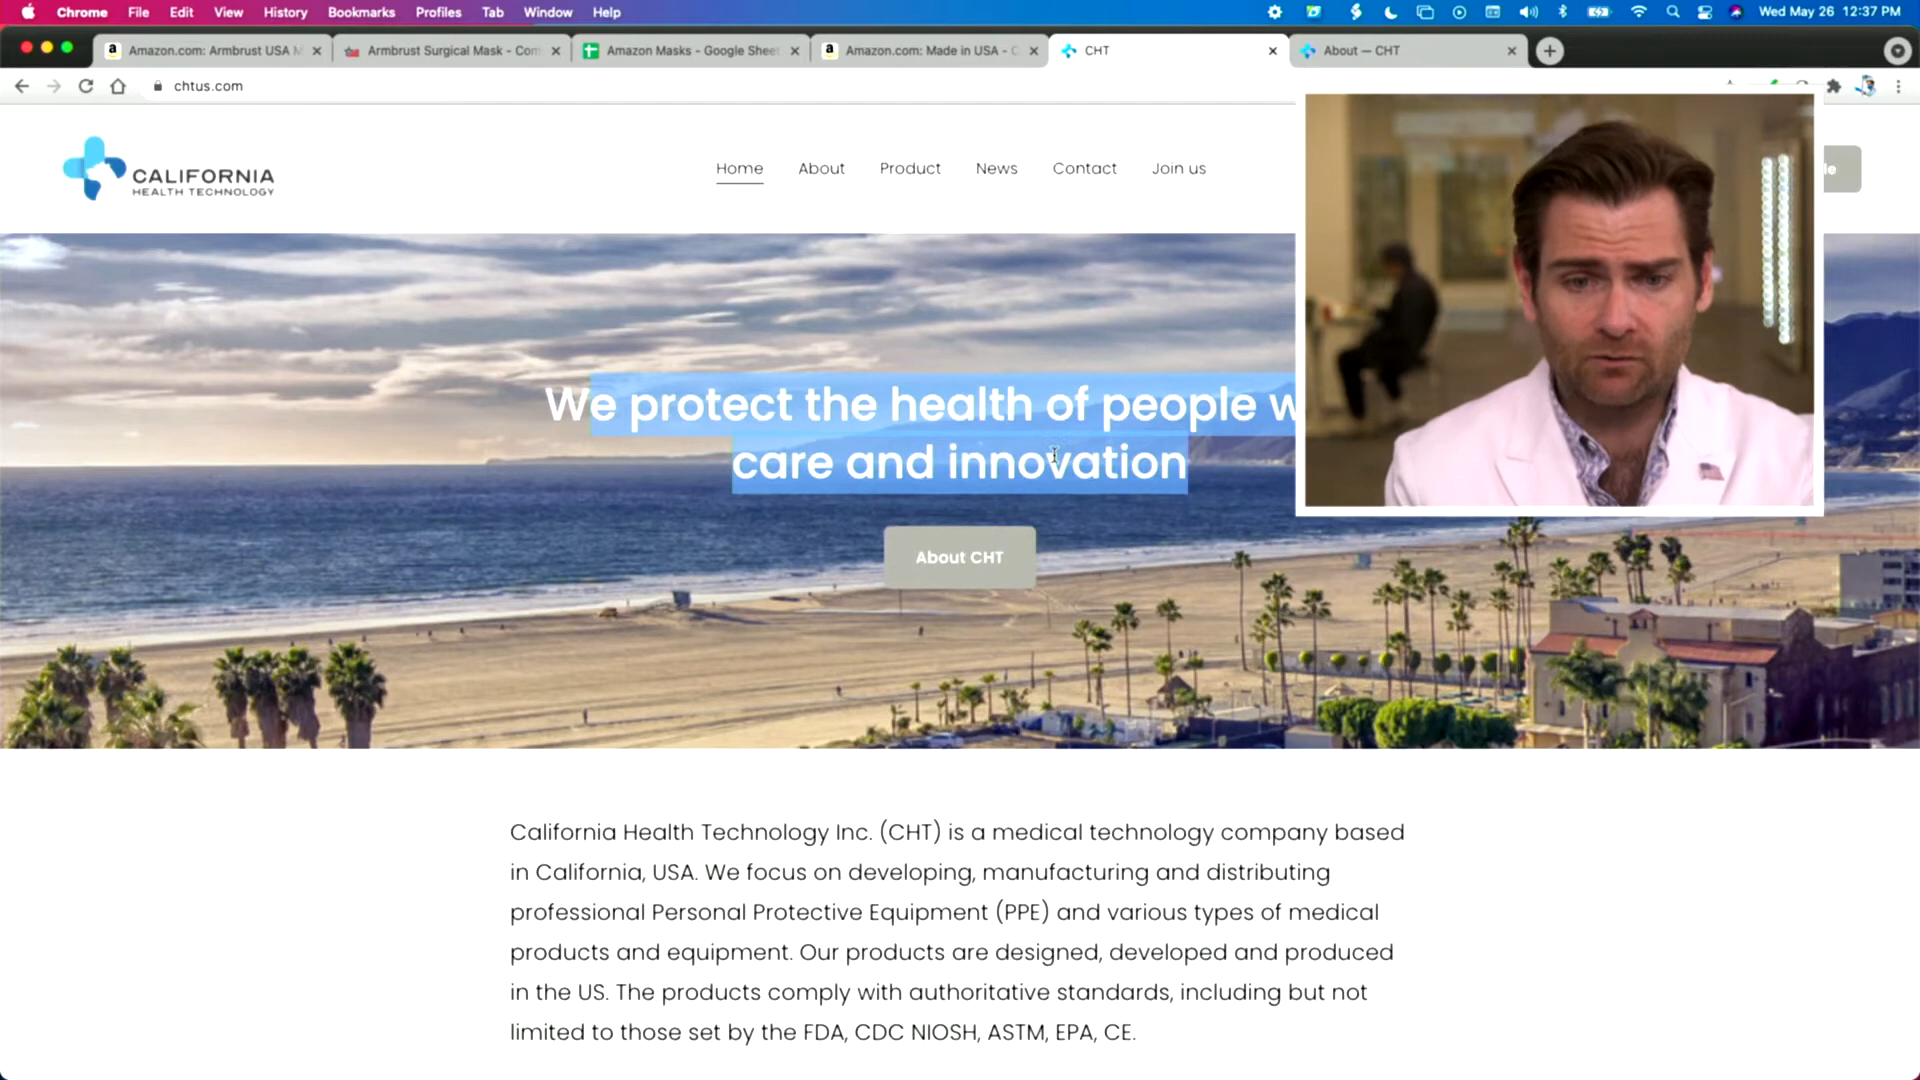 Chrome File Edit View History Bookmarks Profiles Tab Window Help Wed May 26 12:37 PM
Amazon.com: Armbrust USA Armbrust Surgical Mask - Com Amazon Masks - Google Sheet Amazon.com: Made in USA - CHT About — CHT
chtus.com
CALIFORNIA
HEALTH TECHNOLOGY
Home About Product News Contact Join us
We protect the health of people
care and innovation
About CHT
California Health Technology Inc. (CHT) is a medical technology company based
in California, USA. We focus on developing, manufacturing and distributing
professional Personal Protective Equipment (PPE) and various types of medical
products and equipment. Our products are designed, developed and produced
in the US. The products comply with authoritative standards, including but not
limited to those set by the FDA, CDC NIOSH, ASTM, EPA, CE.